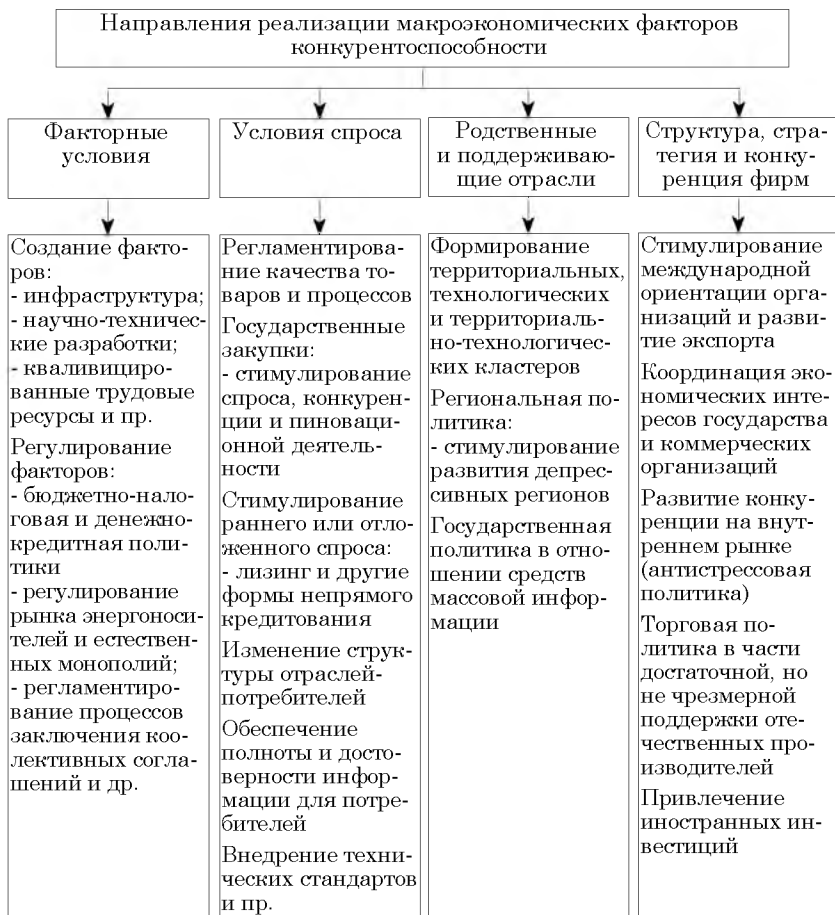 Направления реализации макроэкономических факторов
конкурентоспособности
Факторные
условия
Условия спроса
Родственные
и поддерживаю-
щие отрасли
Структура, стра-
тегия и конку-
ренция фирм
Создание факто-
ров:
- инфраструктура;
- научно-техничес-
кие разработки;
- кваливициро-
ванные трудовые
ресурсы и пр.
Регулирование
факторов:
- бюджетно-нало-
говая и денежно-
кредитная поли-
тики
- регулирование
рынка энергоноси-
телей и естествен-
ных монополий;
- регламентиро-
вание процессов
заключения коо-
лективных согла-
шений и др.
Регламентирова-
ние качества то-
варов и процессов
Государственные
закупки:
- стимулирование
спроса, конкурен-
ции и пиноваци-
ционной деятель-
ности
Стимулирование
раннего или отло-
женного спроса:
- лизинг и другие
формы непрямого
кредитования
Изменение струк-
туры отраслей-
потребителей
Обеспечение
полноты и досто-
верности инфор-
мации для потре-
бителей
Внедрение техни-
ческих стандартов
и пр.
Формирование
территориальных,
технологических
и территориаль-
но-технологичес-
ких кластеров
Региональная по-
литика:
- стимулирование
развития депрес-
сивных регионов
Государственная
политика в отно-
шении средств
массовой инфор-
мации
Стимулирование
международной
ориентации орга-
низаций и разви-
тие экспорта
Координация эко-
номических инте-
ресов государства
и коммерческих
организаций
Развитие конку-
ренции на внут-
реннем рынке
(антистрессовая
политика)
Торговая по-
литика в части
достаточной, но
не чрезмерной
поддержки оте-
чественных про-
изводителей
Привлечение
иностранных ин-
вестиций